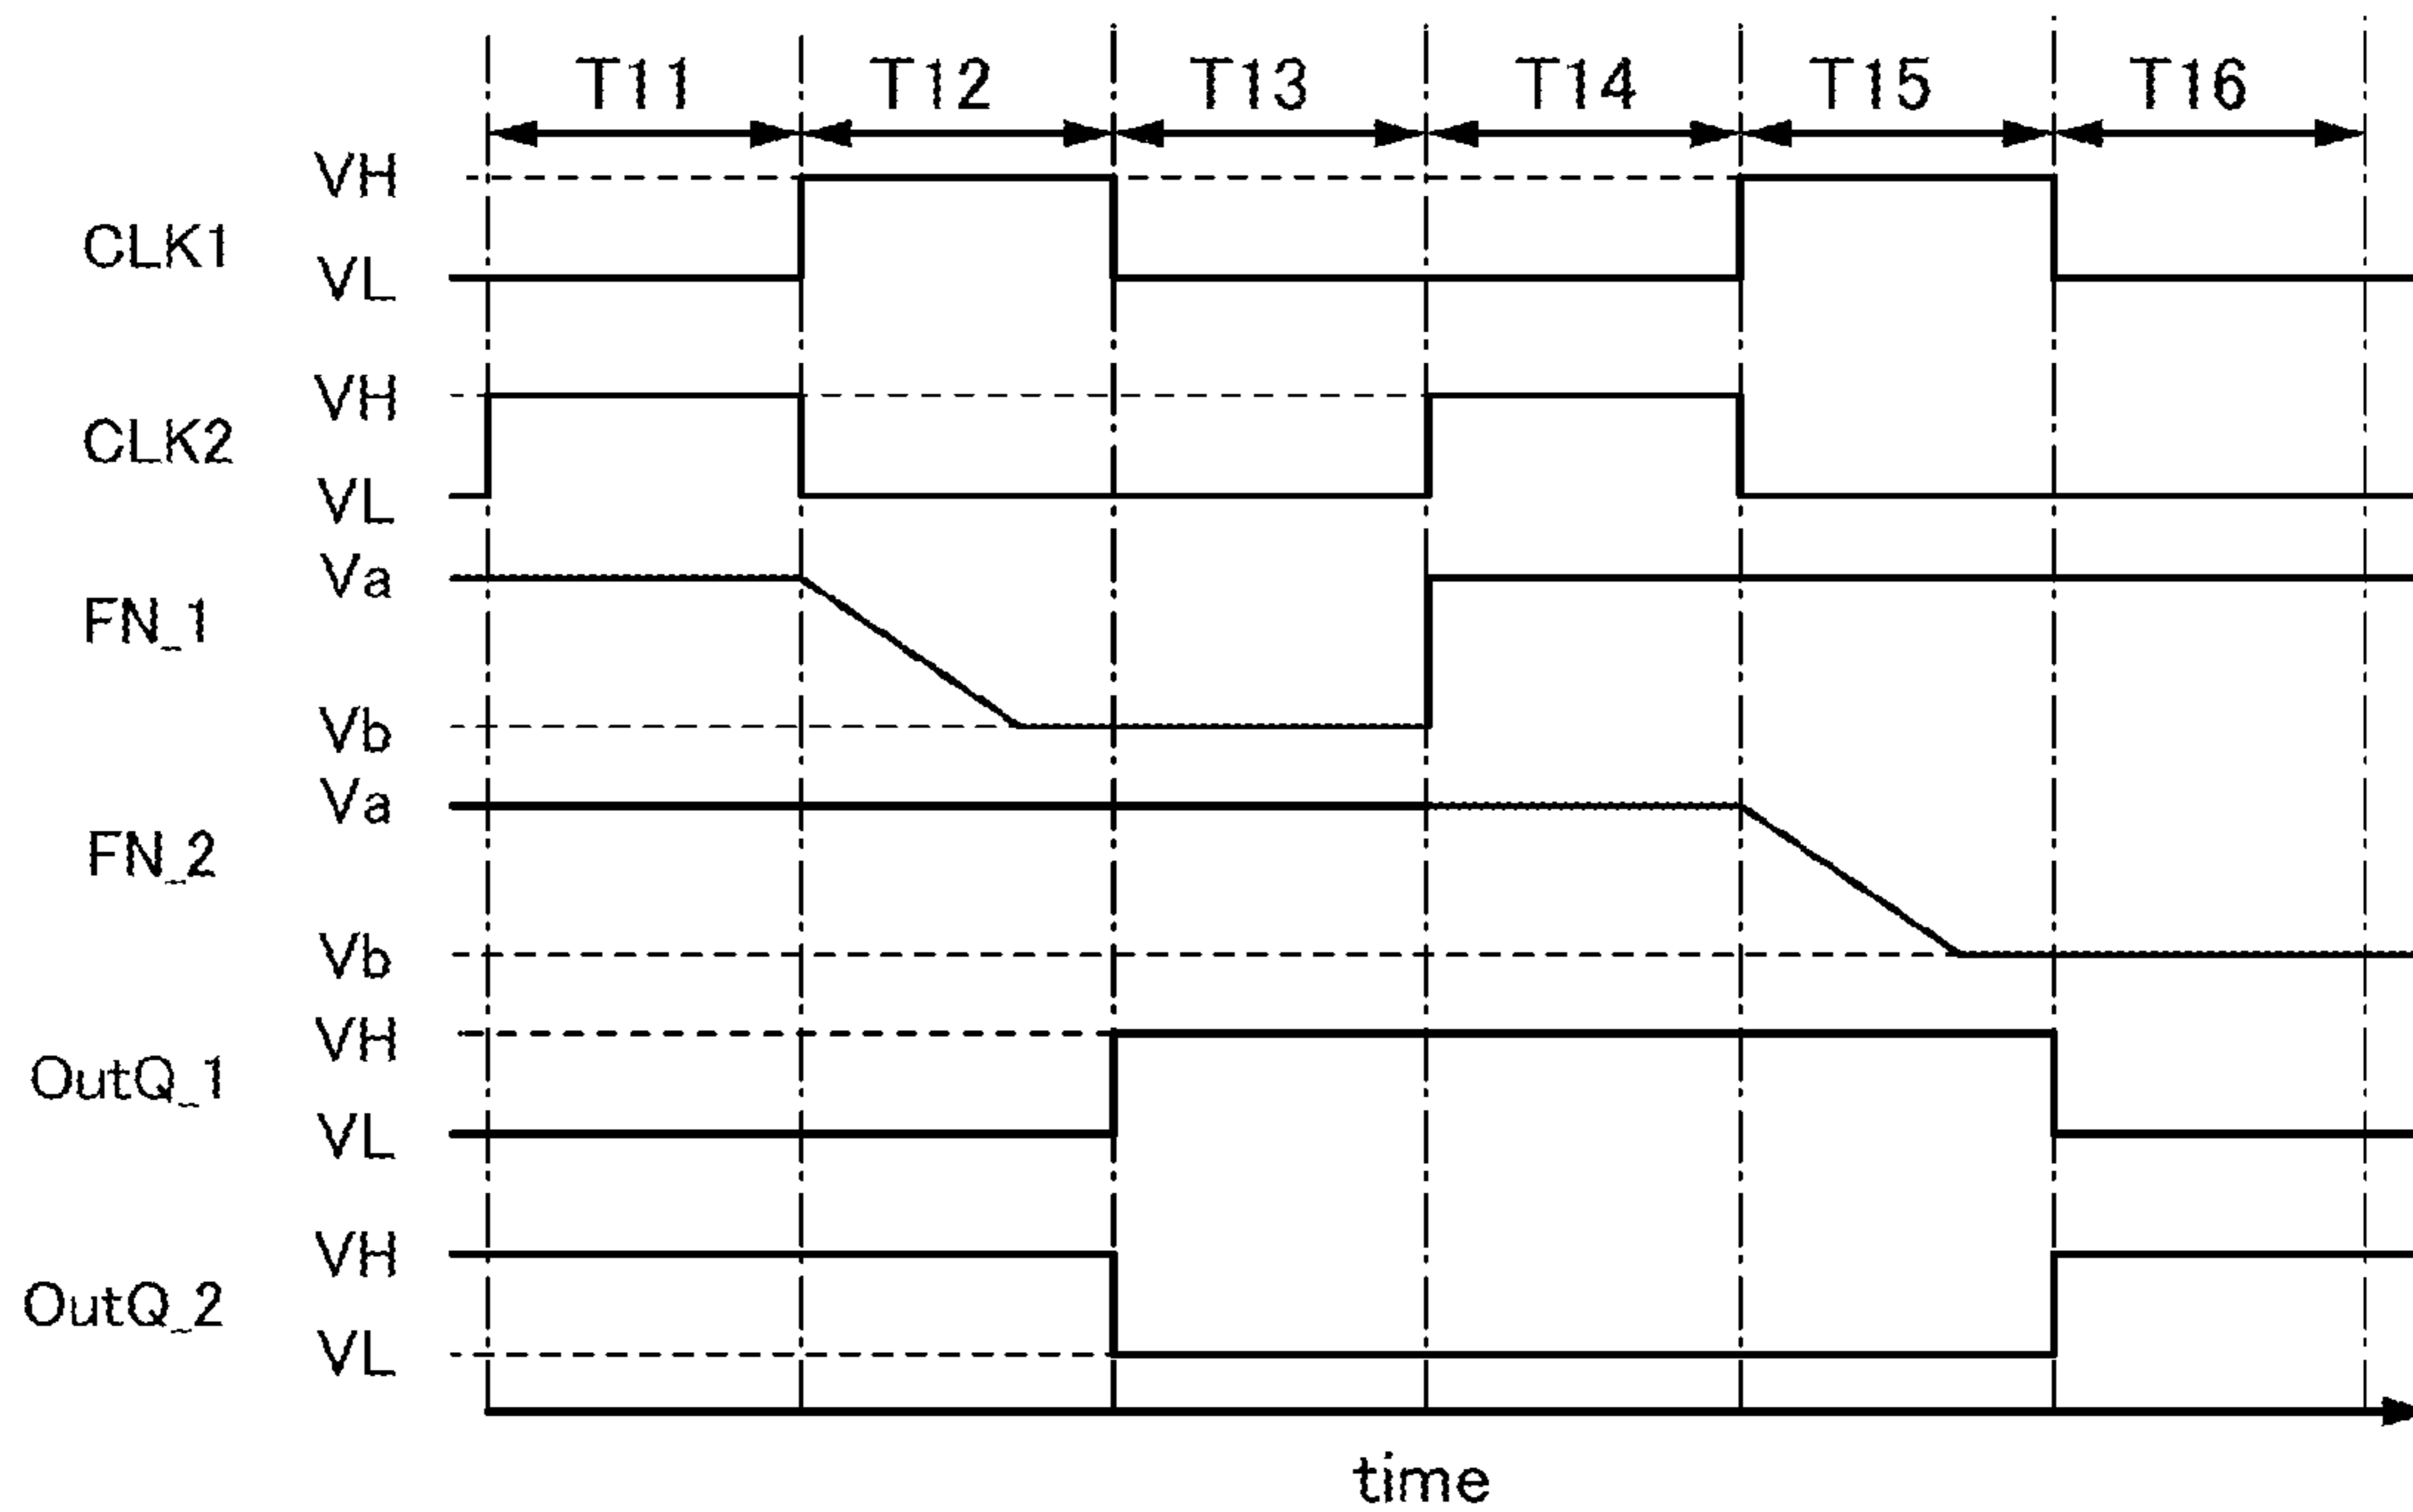 T11 T12 T13 T14 T15 T16
VH
CLK1
VL
VH
CLK2
VL
Va
FN_1
Vb
Va
FN_2
Vb
VH
OutQ_1
VL
VH
OutQ_2
VL
time